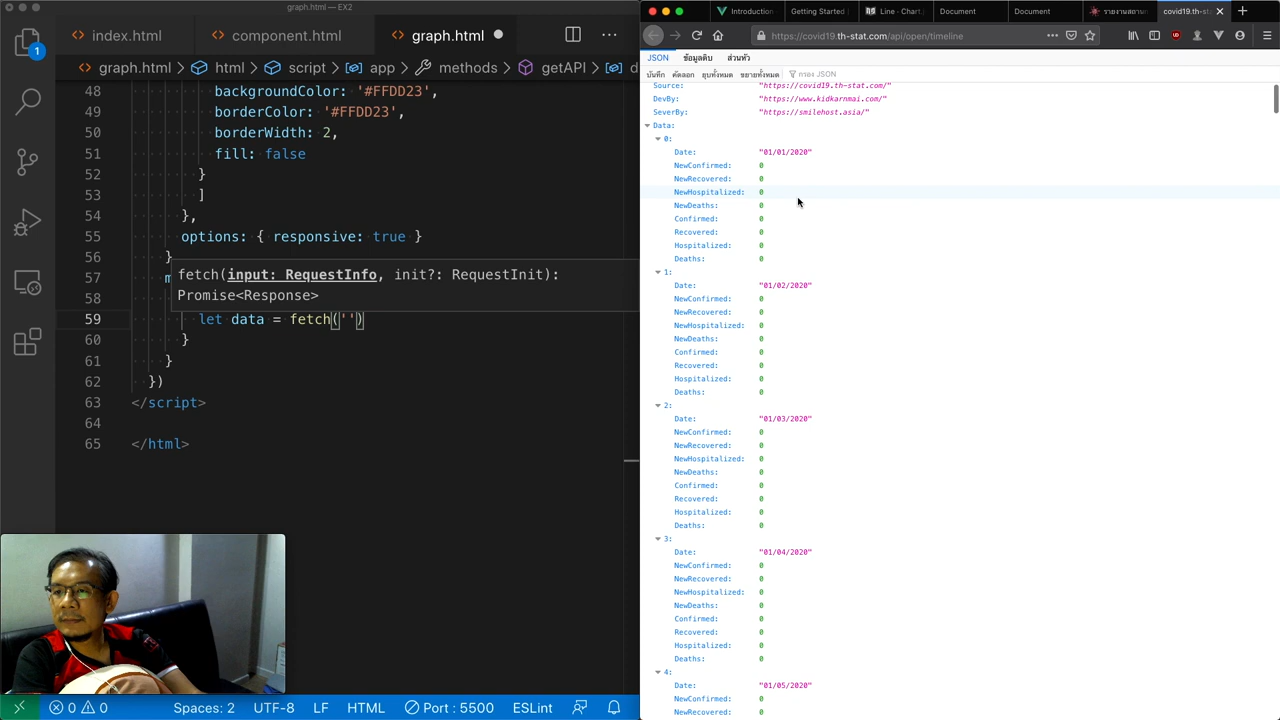 graph.html — EX2
index.html
component.html
graph.html
graph.html
html
script
datasets
d
1
48
backgroundColor: '#FFDD23',
49
borderColor: '#FFDD23',
50
borderWidth: 2,
51
fill: false
52
}
53
]
54
},
55
options: { responsive: true }
56
}
57
fetch(input: RequestInfo, init?: RequestInit):
58
Promise<Response>
59
let data = fetch('')
60
}
61
}
62
})
63
</script>
64
65
</html>
0 0
Spaces: 2
UTF-8
LF
HTML
Port : 5500
ESLint
Introduction
Getting Started
Line - Chart.j
Document
Document
รายงานสถานก
covid19.th-st
https://covid19.th-stat.com/api/open/timeline
JSON
ข้อมูลดิบ
ส่วนหัว
บันทึก
คัดลอก
ยุบทั้งหมด
ขยายทั้งหมด
กรอง JSON
Source: "https://covid19.th-stat.com/"
DevBy: "https://www.kidkarnmai.com/"
SeverBy: "https://smilehost.asia/"
Data:
0:
Date: "01/01/2020"
NewConfirmed: 0
NewRecovered: 0
NewHospitalized: 0
NewDeaths: 0
Confirmed: 0
Recovered: 0
Hospitalized: 0
Deaths: 0
1:
Date: "01/02/2020"
NewConfirmed: 0
NewRecovered: 0
NewHospitalized: 0
NewDeaths: 0
Confirmed: 0
Recovered: 0
Hospitalized: 0
Deaths: 0
2:
Date: "01/03/2020"
NewConfirmed: 0
NewRecovered: 0
NewHospitalized: 0
NewDeaths: 0
Confirmed: 0
Recovered: 0
Hospitalized: 0
Deaths: 0
3:
Date: "01/04/2020"
NewConfirmed: 0
NewRecovered: 0
NewHospitalized: 0
NewDeaths: 0
Confirmed: 0
Recovered: 0
Hospitalized: 0
Deaths: 0
4:
Date: "01/05/2020"
NewConfirmed: 0
NewRecovered: 0